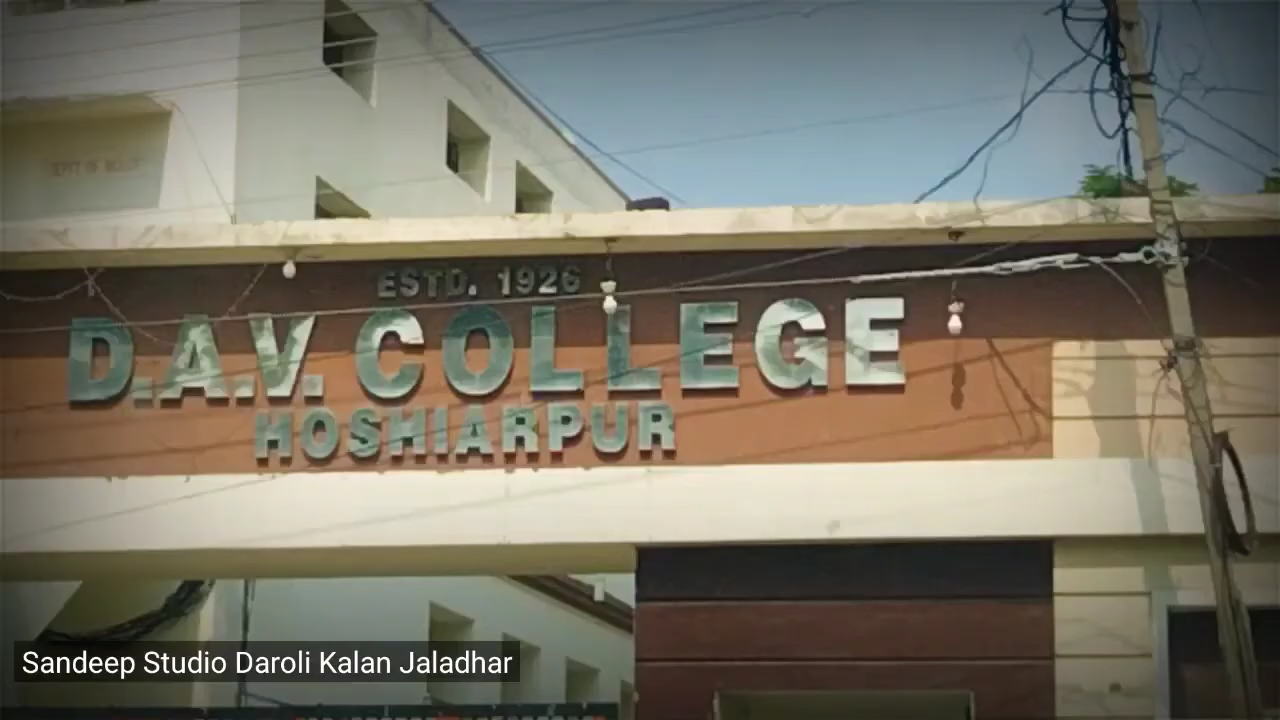 ESTD. 1926
D.A.V. COLLEGE
HOSHIARPUR
Sandeep Studio Daroli Kalan Jaladhar